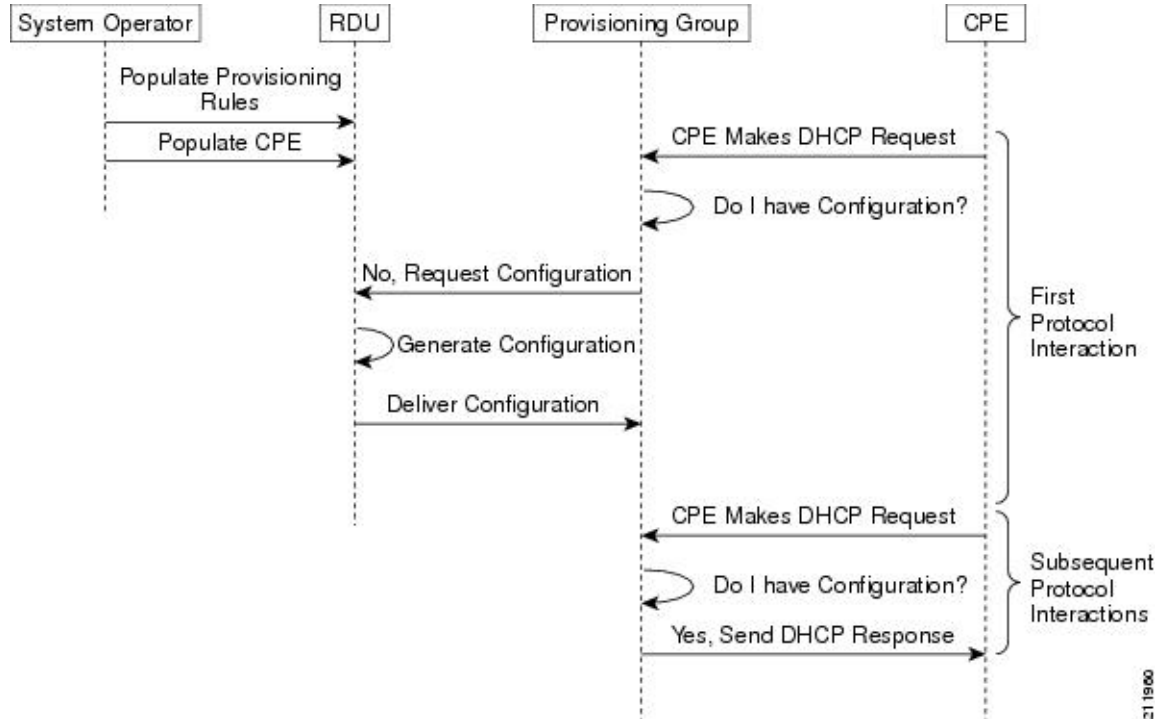 System Operator
RDU
Provisioning Group
CPE
Populate Provisioning
Rules
Populate CPE
CPE Makes DHCP Request
Do I have Configuration?
No, Request Configuration
Generate Configuration
Deliver Configuration
First
Protocol
Interaction
CPE Makes DHCP Request
Do I have Configuration?
Yes, Send DHCP Response
Subsequent
Protocol
Interactions
211960